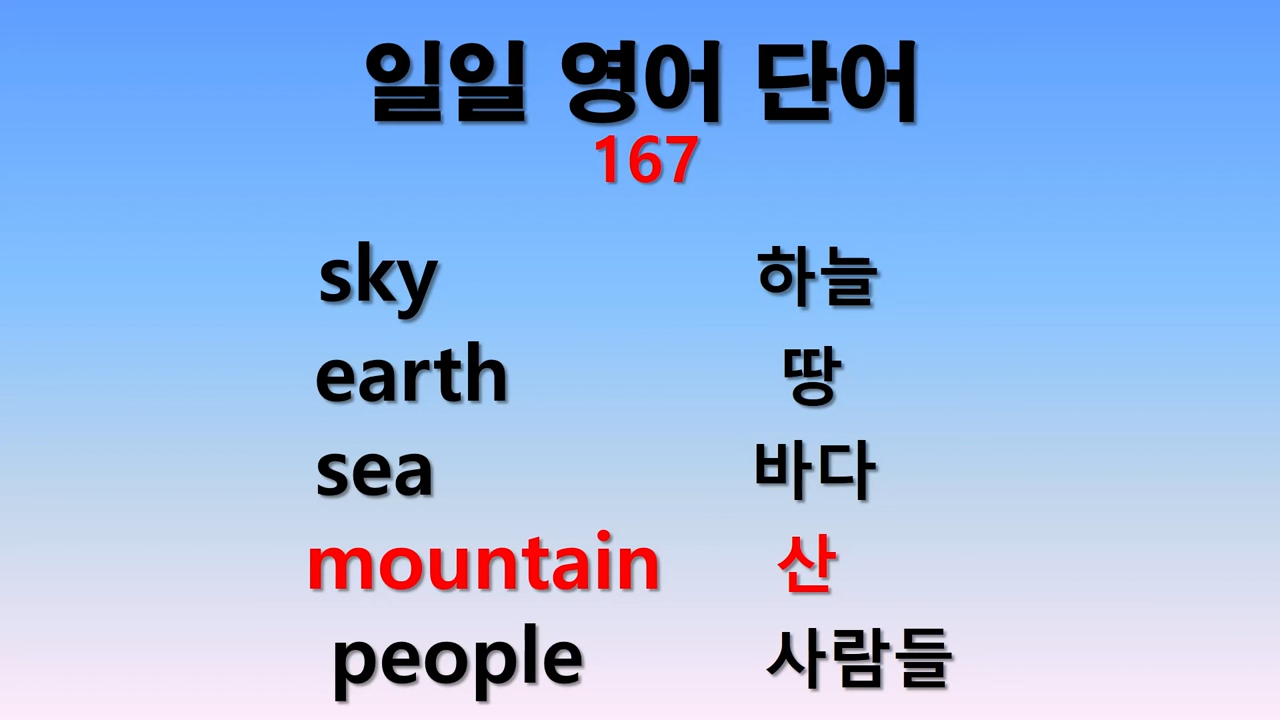 일일 영어 단어
167
sky 하늘
earth 땅
sea 바다
mountain 산
people 사람들